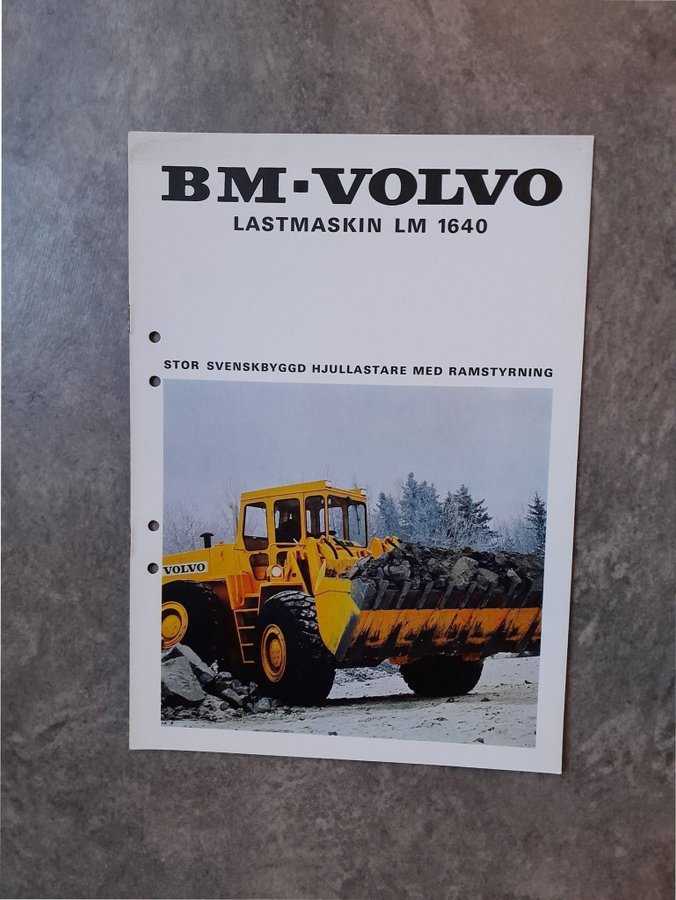 BM-VOLVO
LASTMASKIN LM 1640
STOR SVENSKBYGGD HJULLASTARE MED RAMSTYRNING
VOLVO